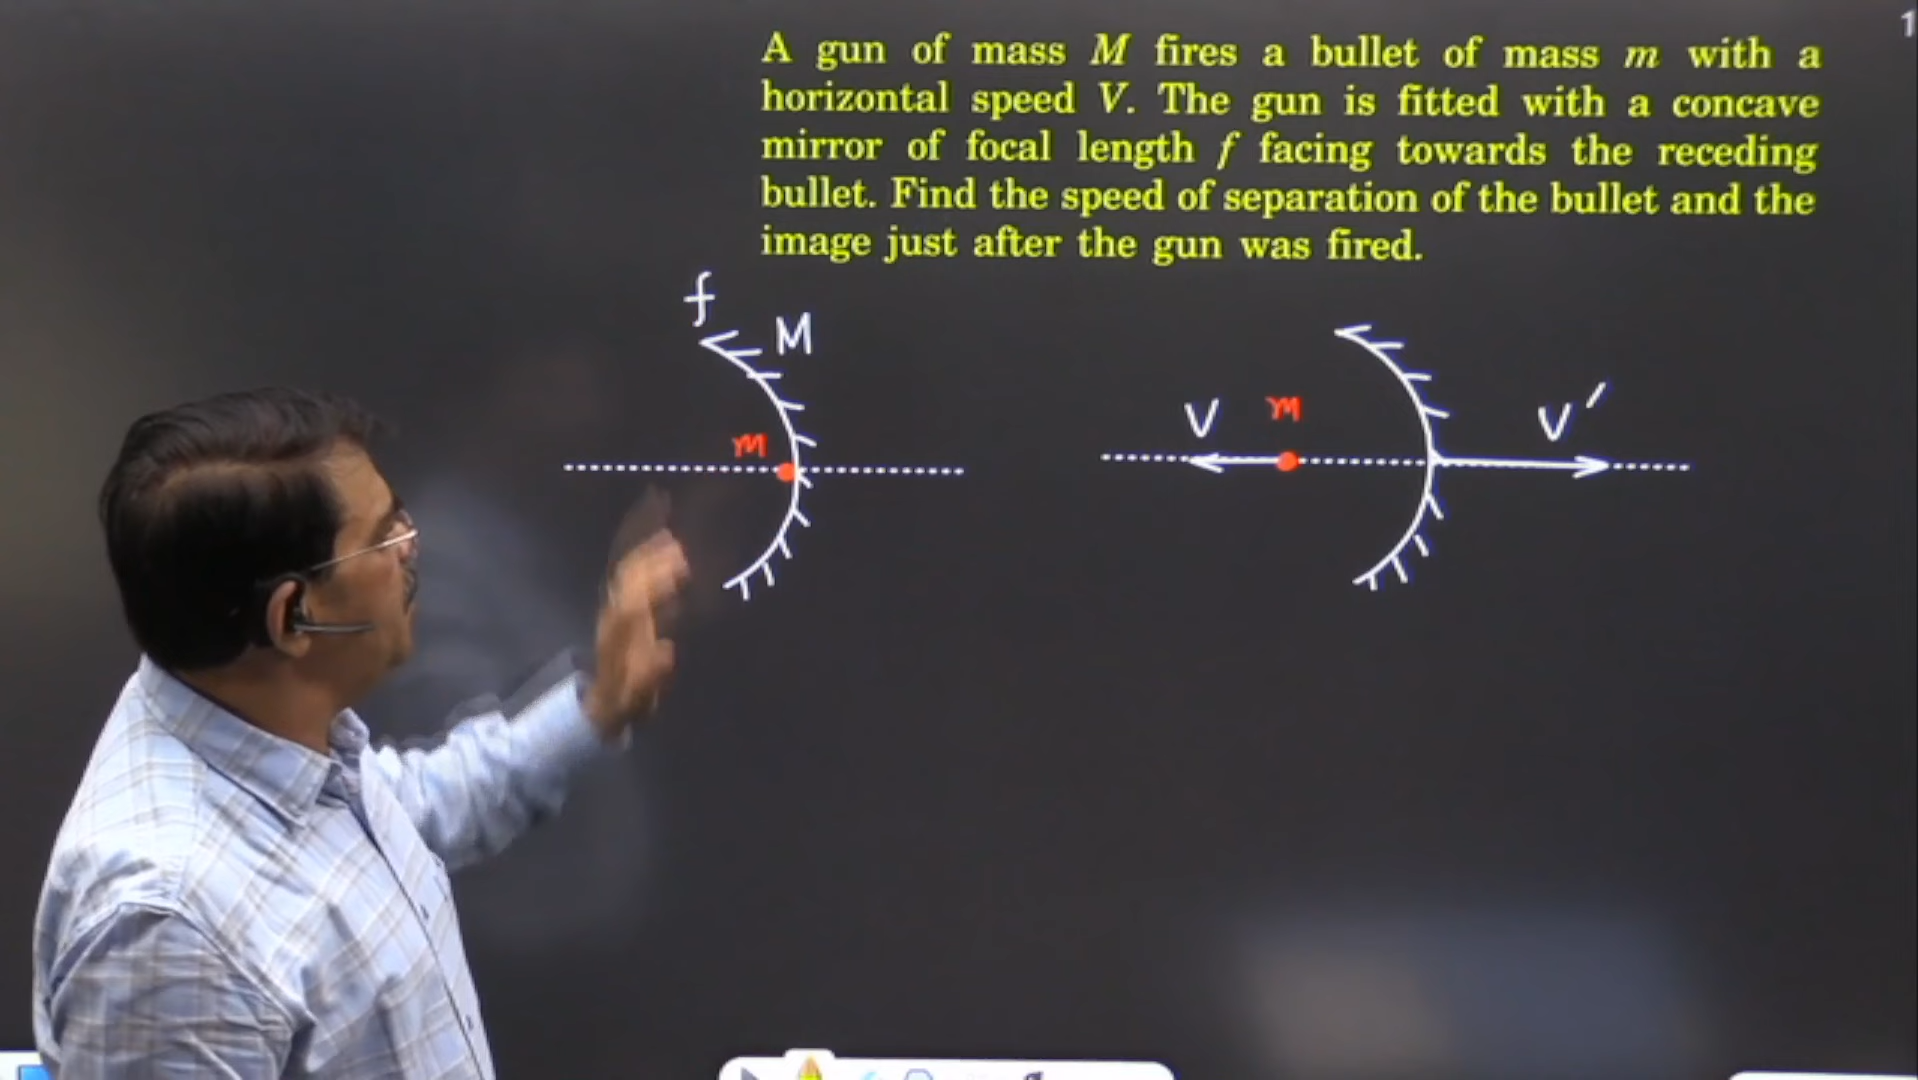 1
A gun of mass M fires a bullet of mass m with a
horizontal speed V. The gun is fitted with a concave
mirror of focal length f facing towards the receding
bullet. Find the speed of separation of the bullet and the
image just after the gun was fired.
f
M
m
V
m
V′